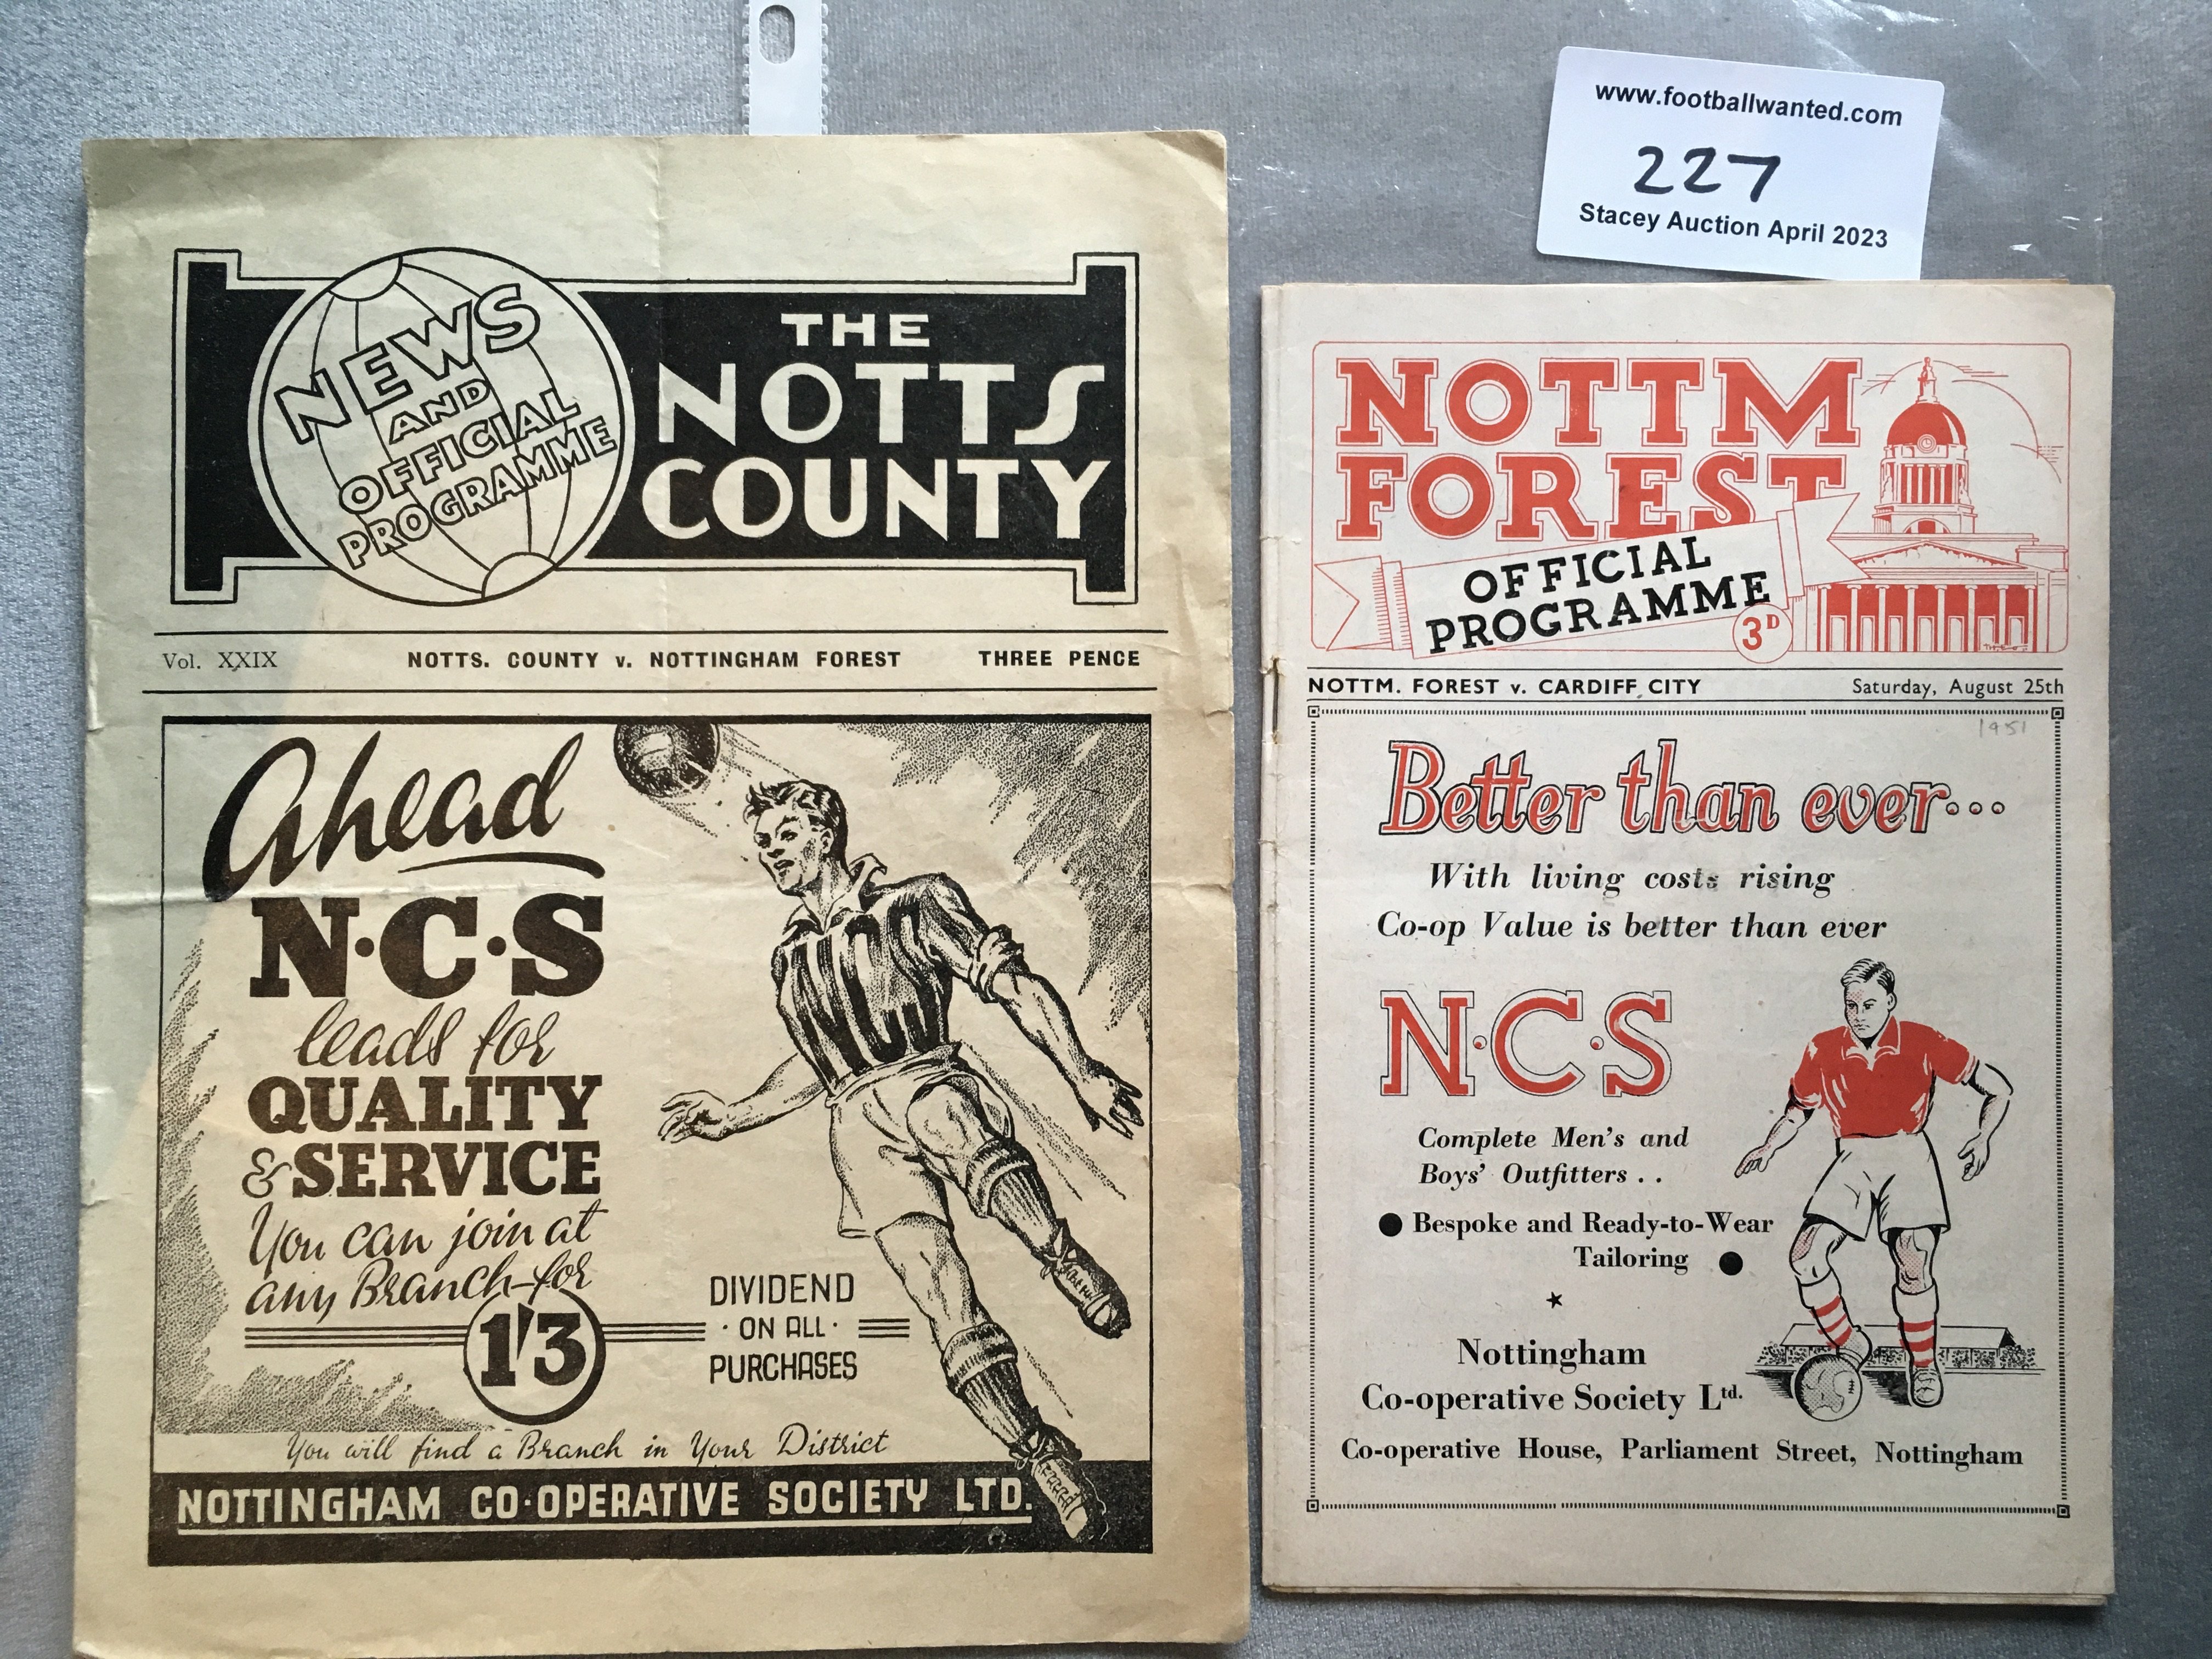 NEWS
AND
OFFICIAL
PROGRAMME
THE
NOTTS
COUNTY
Vol. XXIX NOTTS. COUNTY v. NOTTINGHAM FOREST THREE PENCE
Ahead
N·C·S
leads for
QUALITY
& SERVICE
You can join at
any Branch—for
1'3
DIVIDEND
· ON ALL ·
PURCHASES
NCS
You will find a Branch in Your District
NOTTINGHAM CO-OPERATIVE SOCIETY LTD.
www.footballwanted.com
227
Stacey Auction April 2023
NOTTM
FOREST
OFFICIAL
PROGRAMME
3D
NOTTM. FOREST v. CARDIFF CITY Saturday, August 25th
1951
Better than ever...
With living costs rising
Co-op Value is better than ever
N·C·S
Complete Men's and
Boys' Outfitters . .
● Bespoke and Ready-to-Wear
Tailoring ●
Nottingham
Co-operative Society Ltd.
Co-operative House, Parliament Street, Nottingham